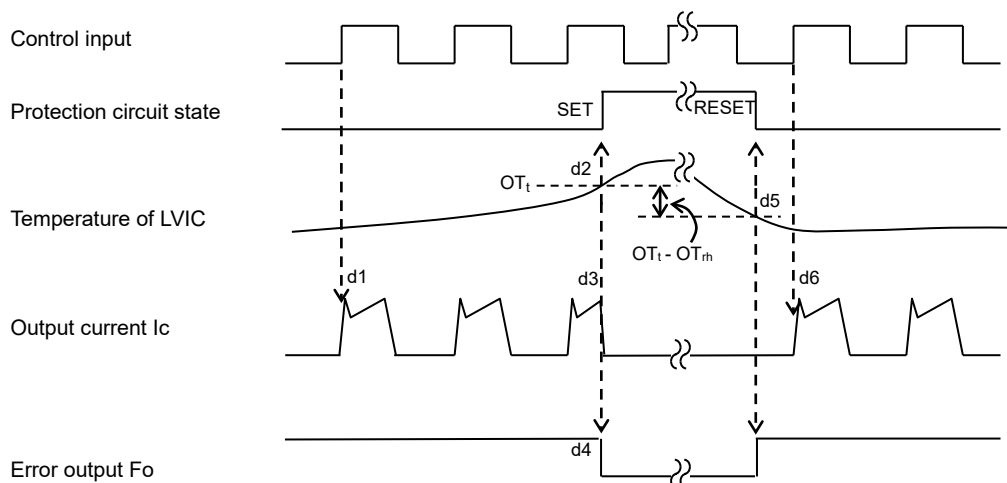 Control input
Protection circuit state
SET
RESET
d2
OTt
d5
Temperature of LVIC
OTt - OTrh
d1
d3
d6
Output current Ic
d4
Error output Fo